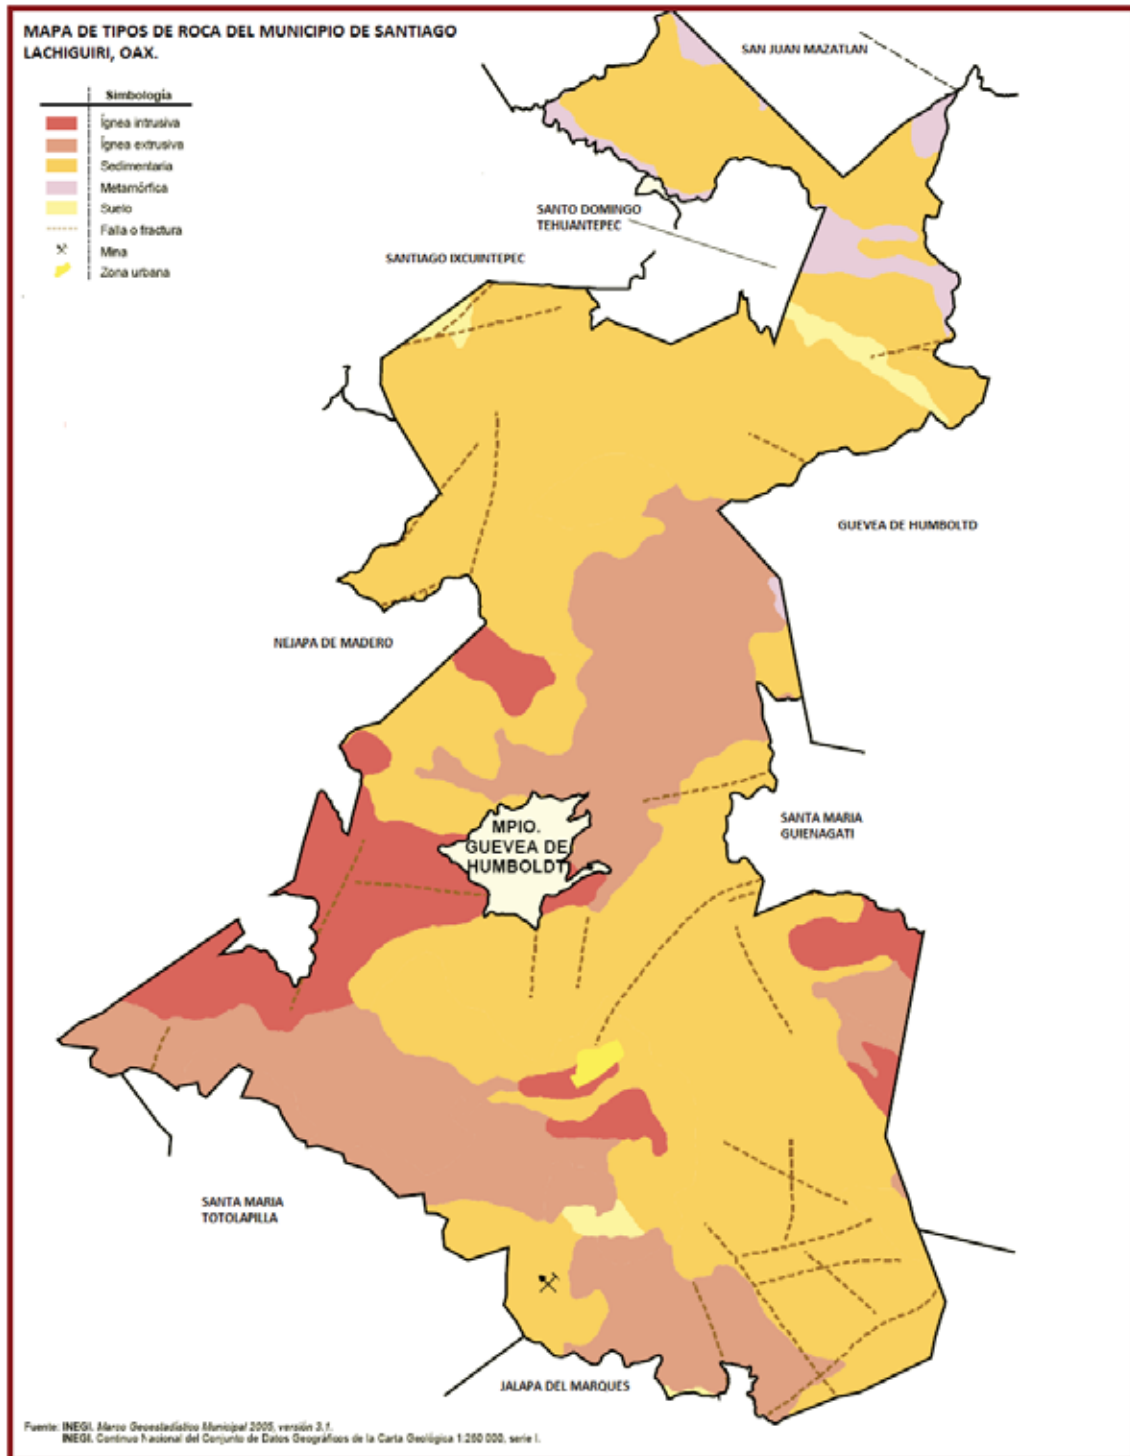 MAPA DE TIPOS DE ROCA DEL MUNICIPIO DE SANTIAGO
LACHIGUIRI, OAX.
Simbología
Ígnea intrusiva
Ígnea extrusiva
Sedimentaria
Metamórfica
Suelo
Falla o fractura
Mina
Zona urbana
SAN JUAN MAZATLAN
SANTO DOMINGO
TEHUANTEPEC
SANTIAGO IXCUINTEPEC
GUEVEA DE HUMBOLTD
NEJAPA DE MADERO
MPIO.
GUEVEA DE
HUMBOLDT
SANTA MARIA
GUIENAGATI
SANTA MARIA
TOTOLAPILLA
JALAPA DEL MARQUES
Fuente: INEGI. Marco Geoestadístico Municipal 2005, versión 3.1.
INEGI. Continuo Nacional del Conjunto de Datos Geográficos de la Carta Geológica 1:250 000, serie I.